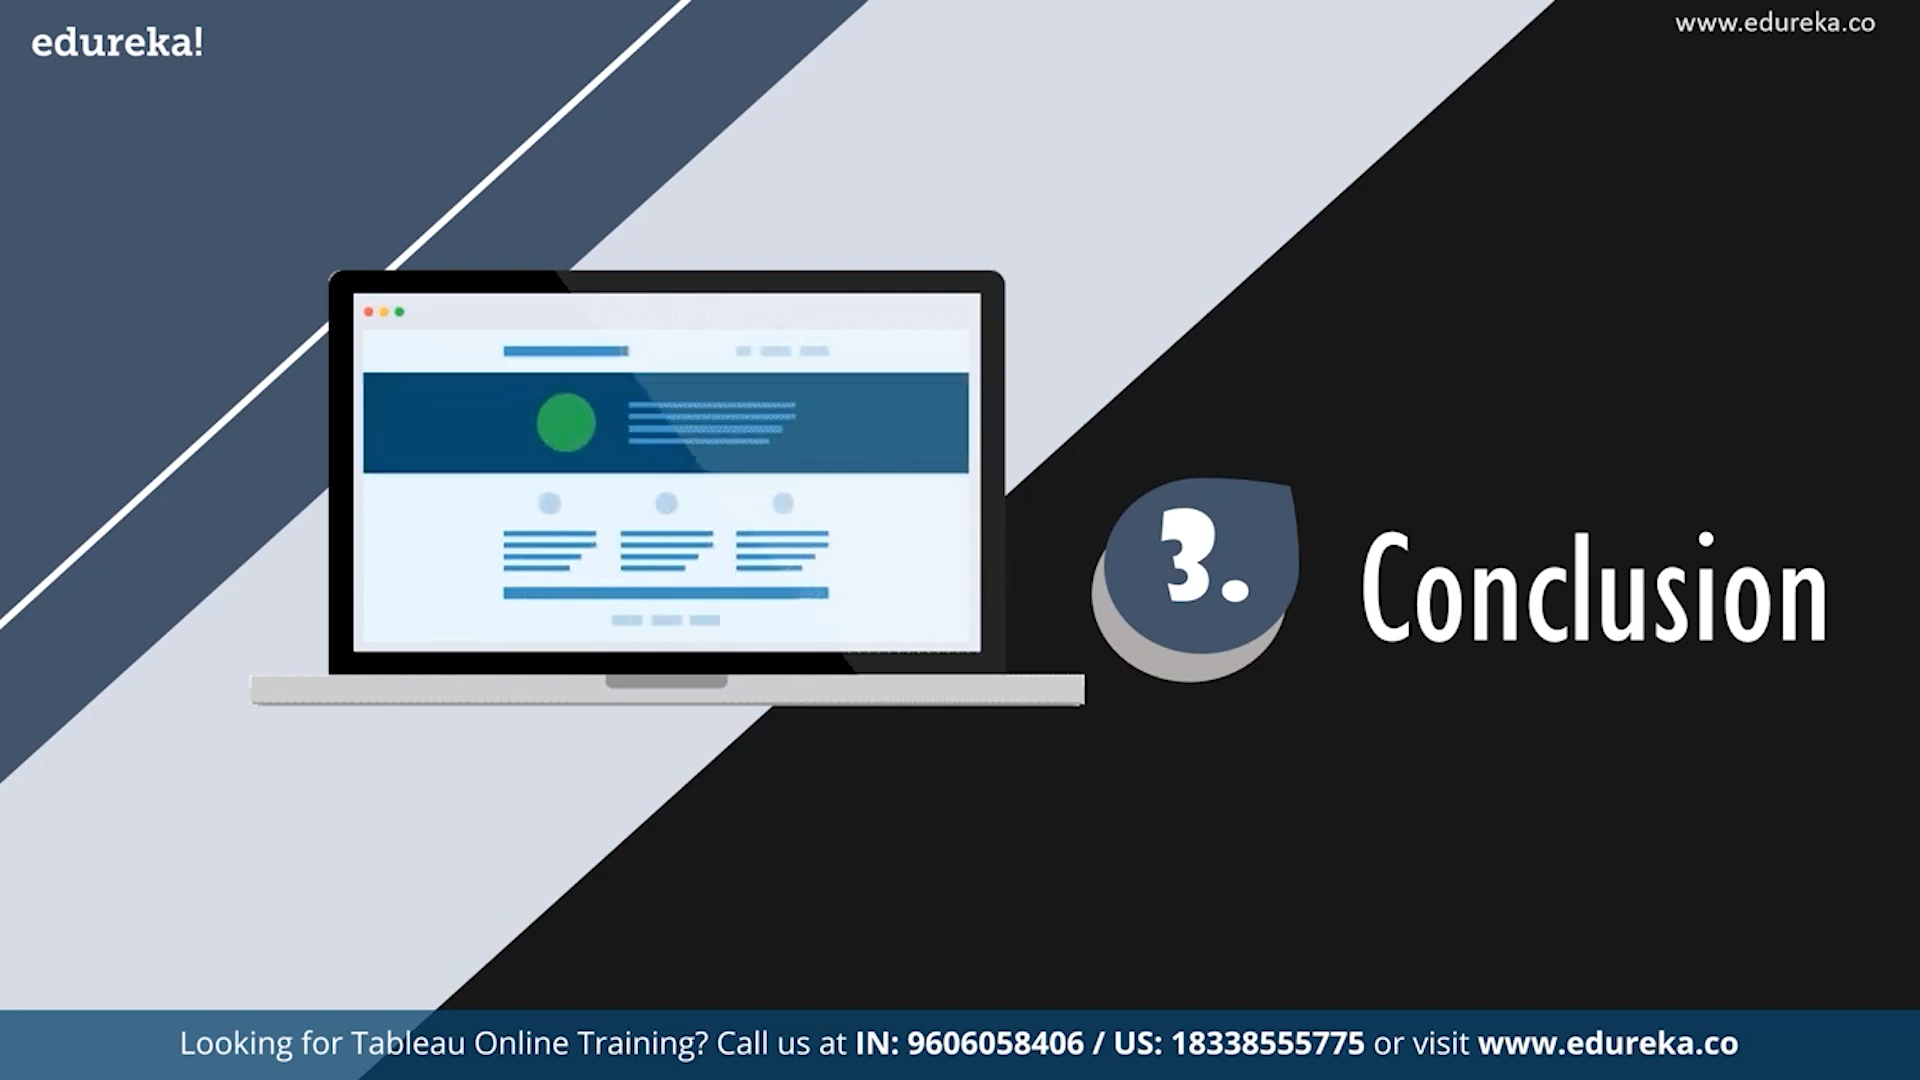 edureka!
www.edureka.co
3. Conclusion
Looking for Tableau Online Training? Call us at IN: 9606058406 / US: 18338555775 or visit www.edureka.co